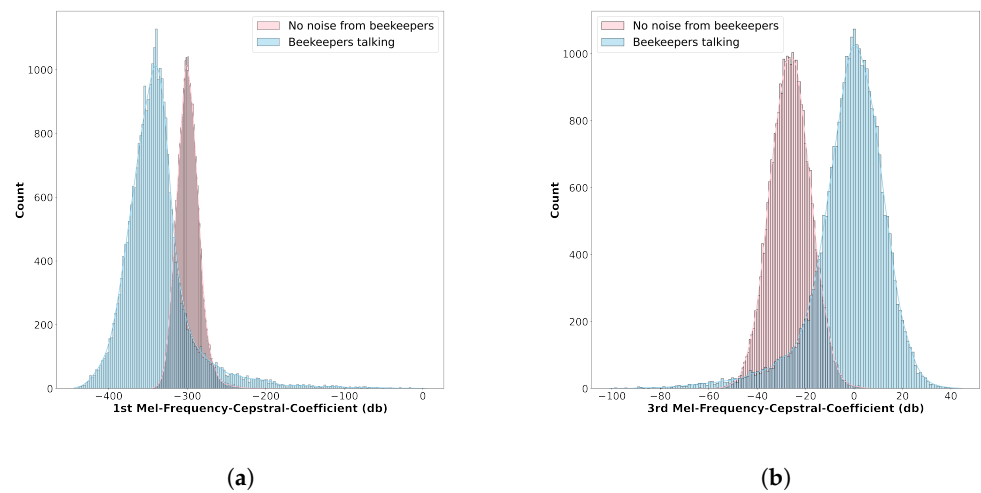 No noise from beekeepers
Beekeepers talking
1000
800
600
400
200
0
Count
−400
−300
−200
−100
0
1st Mel-Frequency-Cepstral-Coefficient (db)
(a)
No noise from beekeepers
Beekeepers talking
1000
800
600
400
200
0
Count
−100
−80
−60
−40
−20
0
20
40
3rd Mel-Frequency-Cepstral-Coefficient (db)
(b)